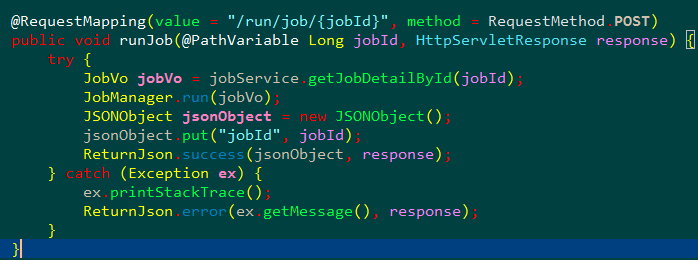 @RequestMapping(value = "/run/job/{jobId}", method = RequestMethod.POST)
public void runJob(@PathVariable Long jobId, HttpServletResponse response) {
    try {
        JobVo jobVo = jobService.getJobDetailById(jobId);
        JobManager.run(jobVo);
        JSONObject jsonObject = new JSONObject();
        jsonObject.put("jobId", jobId);
        ReturnJson.success(jsonObject, response);
    } catch (Exception ex) {
        ex.printStackTrace();
        ReturnJson.error(ex.getMessage(), response);
    }
}